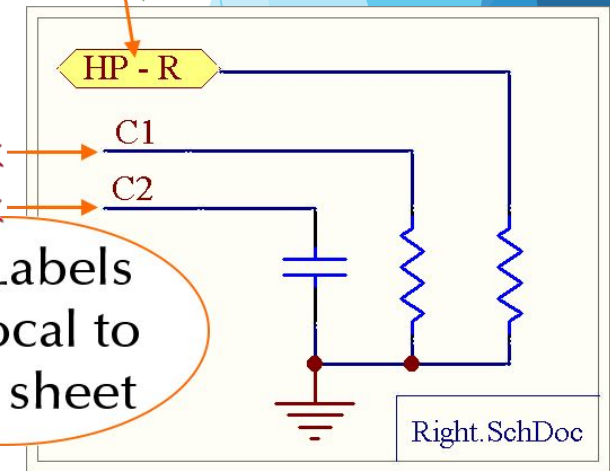 HP - R
C1
C2
Labels
ocal to
sheet
Right.SchDoc